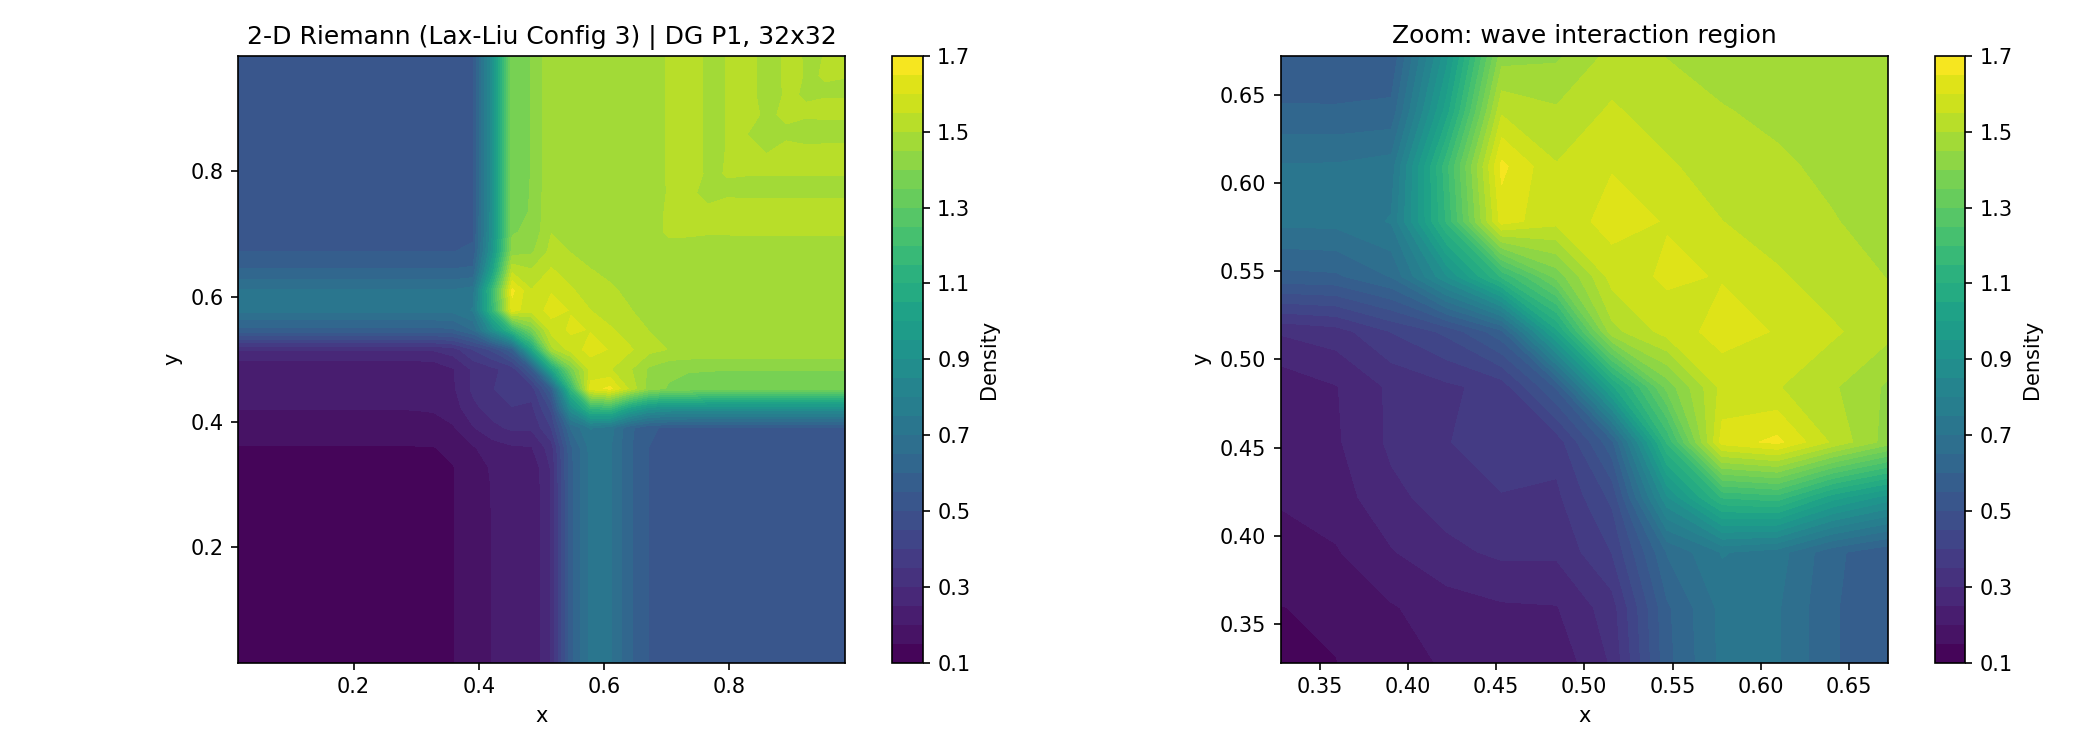 2-D Riemann (Lax-Liu Config 3) | DG P1, 32x32
0.8
0.6
0.4
0.2
y
0.2 0.4 0.6 0.8
x
1.7
1.5
1.3
1.1
0.9
0.7
0.5
0.3
0.1
Density
Zoom: wave interaction region
0.65
0.60
0.55
0.50
0.45
0.40
0.35
y
0.35 0.40 0.45 0.50 0.55 0.60 0.65
x
1.7
1.5
1.3
1.1
0.9
0.7
0.5
0.3
0.1
Density